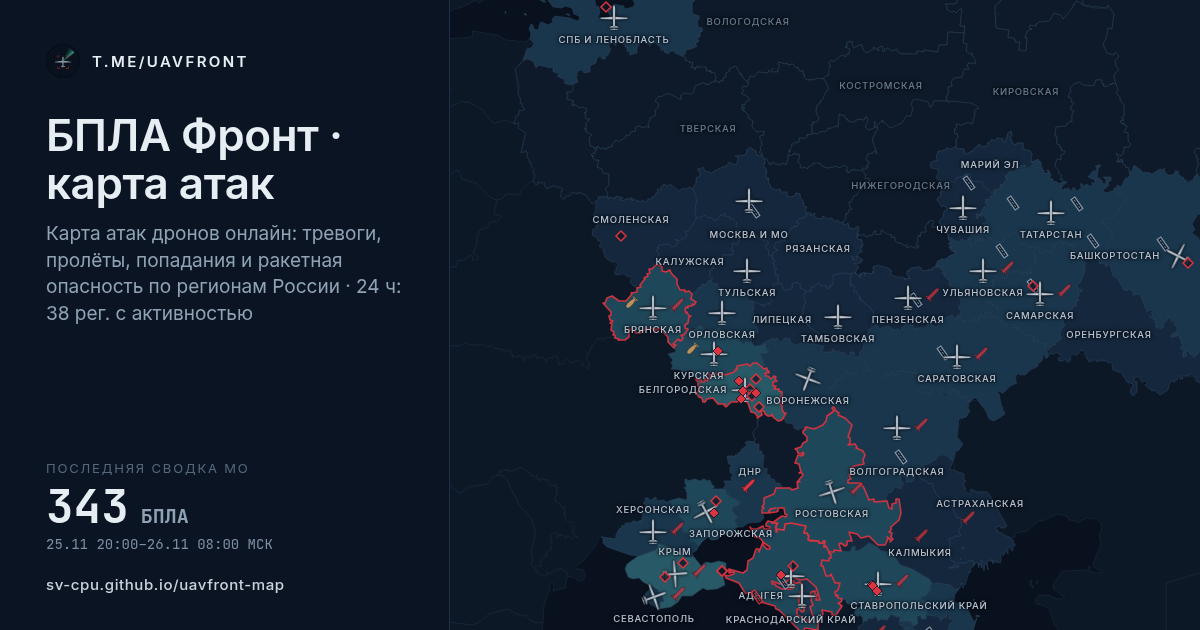 T.ME/UAVFRONT
БПЛА Фронт ·
карта атак
Карта атак дронов онлайн: тревоги,
пролёты, попадания и ракетная
опасность по регионам России · 24 ч:
38 рег. с активностью
ПОСЛЕДНЯЯ СВОДКА МО
343 БПЛА
25.11 20:00–26.11 08:00 МСК
sv-cpu.github.io/uavfront-map
ВОЛОГОДСКАЯ
СПБ И ЛЕНОБЛАСТЬ
КОСТРОМСКАЯ
КИРОВСКАЯ
ТВЕРСКАЯ
МАРИЙ ЭЛ
НИЖЕГОРОДСКАЯ
СМОЛЕНСКАЯ
ЧУВАШИЯ
МОСКВА И МО
ТАТАРСТАН
РЯЗАНСКАЯ
БАШКОРТОСТАН
КАЛУЖСКАЯ
ТУЛЬСКАЯ
УЛЬЯНОВСКАЯ
САМАРСКАЯ
ЛИПЕЦКАЯ
ПЕНЗЕНСКАЯ
БРЯНСКАЯ
ОРЛОВСКАЯ
ТАМБОВСКАЯ
ОРЕНБУРГСКАЯ
КУРСКАЯ
САРАТОВСКАЯ
БЕЛГОРОДСКАЯ
ВОРОНЕЖСКАЯ
ДНР
ВОЛГОГРАДСКАЯ
АСТРАХАНСКАЯ
ХЕРСОНСКАЯ
РОСТОВСКАЯ
ЗАПОРОЖСКАЯ
КРЫМ
КАЛМЫКИЯ
АДЫГЕЯ
СТАВРОПОЛЬСКИЙ КРАЙ
СЕВАСТОПОЛЬ
КРАСНОДАРСКИЙ КРАЙ